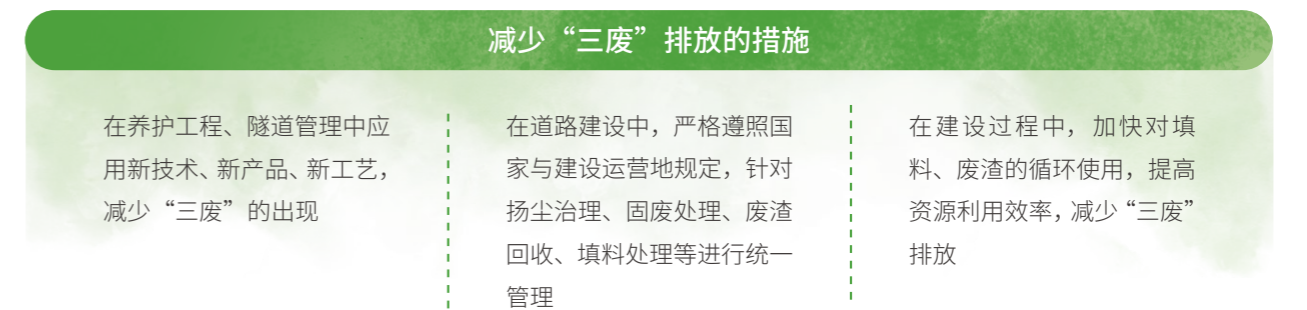 减少“三废”排放的措施
在养护工程、隧道管理中应
用新技术、新产品、新工艺，
减少“三废”的出现
在道路建设中，严格遵照国
家与建设运营地规定，针对
扬尘治理、固废处理、废渣
回收、填料处理等进行统一
管理
在建设过程中，加快对填
料、废渣的循环使用，提高
资源利用效率，减少“三废”
排放